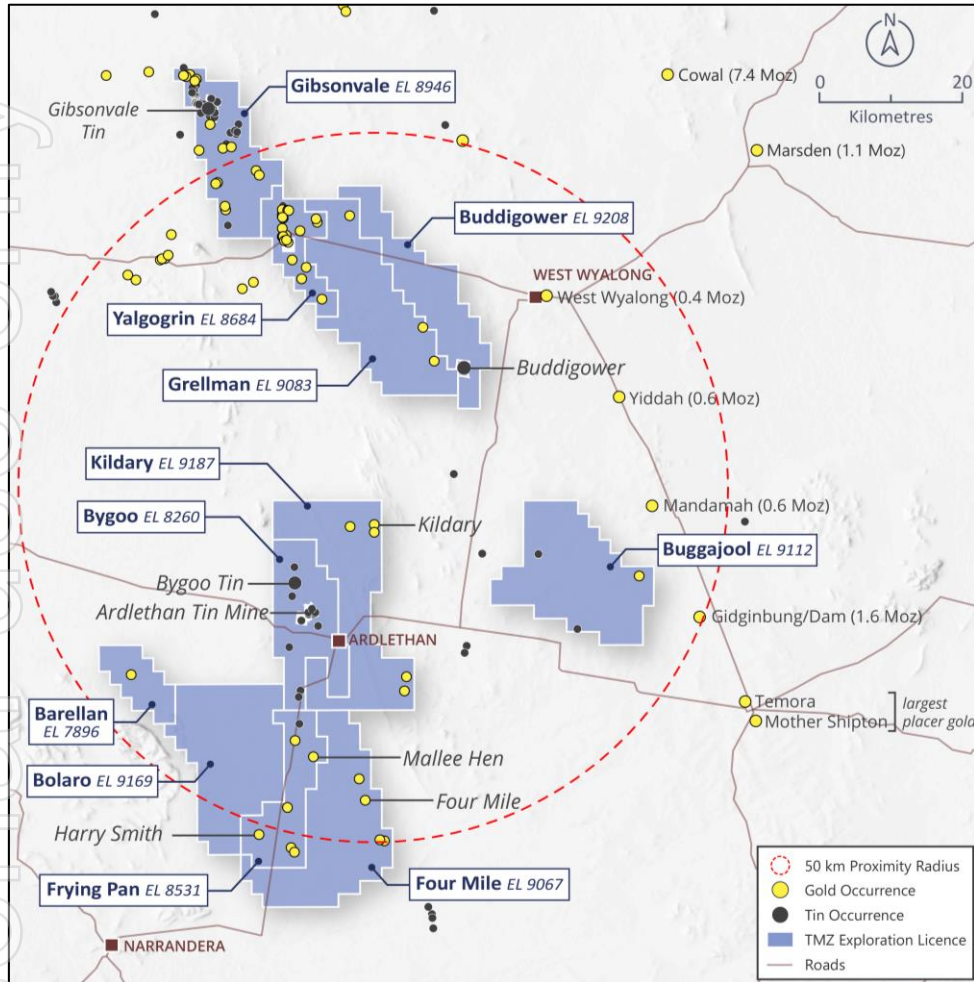 N
0 20
Kilometres
Cowal (7.4 Moz)
Gibsonvale EL 8946
Gibsonvale
Tin
Marsden (1.1 Moz)
Buddigower EL 9208
WEST WYALONG
West Wyalong (0.4 Moz)
Yalgogrin EL 8684
Buddigower
Grellman EL 9083
Yiddah (0.6 Moz)
Kildary EL 9187
Bygoo EL 8260
Kildary
Mandamah (0.6 Moz)
Buggajool EL 9112
Bygoo Tin
Ardlethan Tin Mine
ARDLETHAN
Gidginbung/Dam (1.6 Moz)
Barellan
EL 7896
Temora
Mother Shipton
largest
placer gold
Bolaro EL 9169
Mallee Hen
Four Mile
Harry Smith
Frying Pan EL 8531
Four Mile EL 9067
NARRANDERA
50 km Proximity Radius
Gold Occurrence
Tin Occurrence
TMZ Exploration Licence
Roads